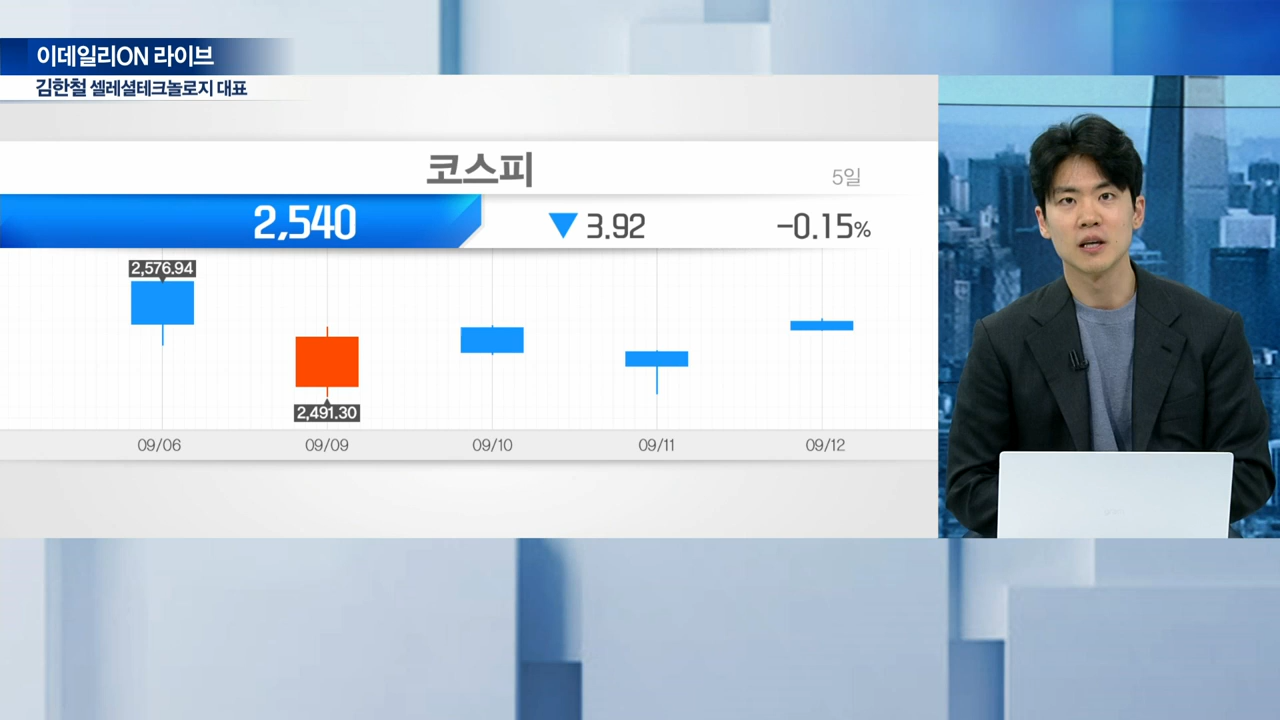 이데일리ON 라이브
김한철 셀레셜테크놀로지 대표
코스피
5일
2,540 ▼3.92 -0.15%
2,576.94
2,491.30
09/06 09/09 09/10 09/11 09/12